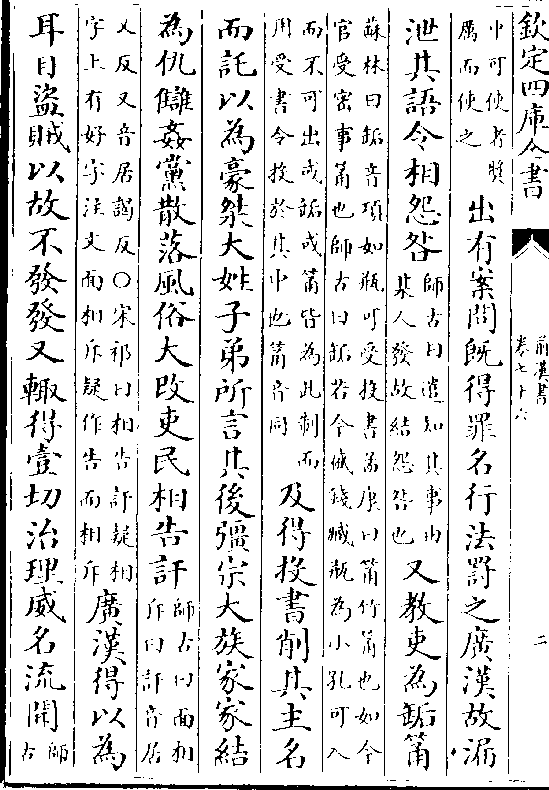 欽定四庫全書
前漢書
卷七十六
二
中可使者奬
厲而使之
出有案問既得罪名行法罰之廣漢故漏
泄其語令相怨咎
師古曰遣知其事由
某人發故結怨咎也
又教吏為缿筩
蘇林曰缿音項如瓶可受投書孟康曰筩竹筩也如今
官受密事筩也師古曰缿若今盛錢臧瓶為小孔可入
而不可出或缿或筩皆為此制而
用受書令投於其中也筩音同
及得投書削其主名
而託以為豪桀大姓子弟所言其後彊宗大族家家結
為仇讎姦黨散落風俗大改吏民相告訐
師古曰面相
斥曰訐音居
乂反又音居謁反○宋祁曰相告訐疑相
字上有好字注文面相斥疑作告而相斥
廣漢得以為
耳目盜賊以故不發發又輒得壹切治理威名流聞
師
古